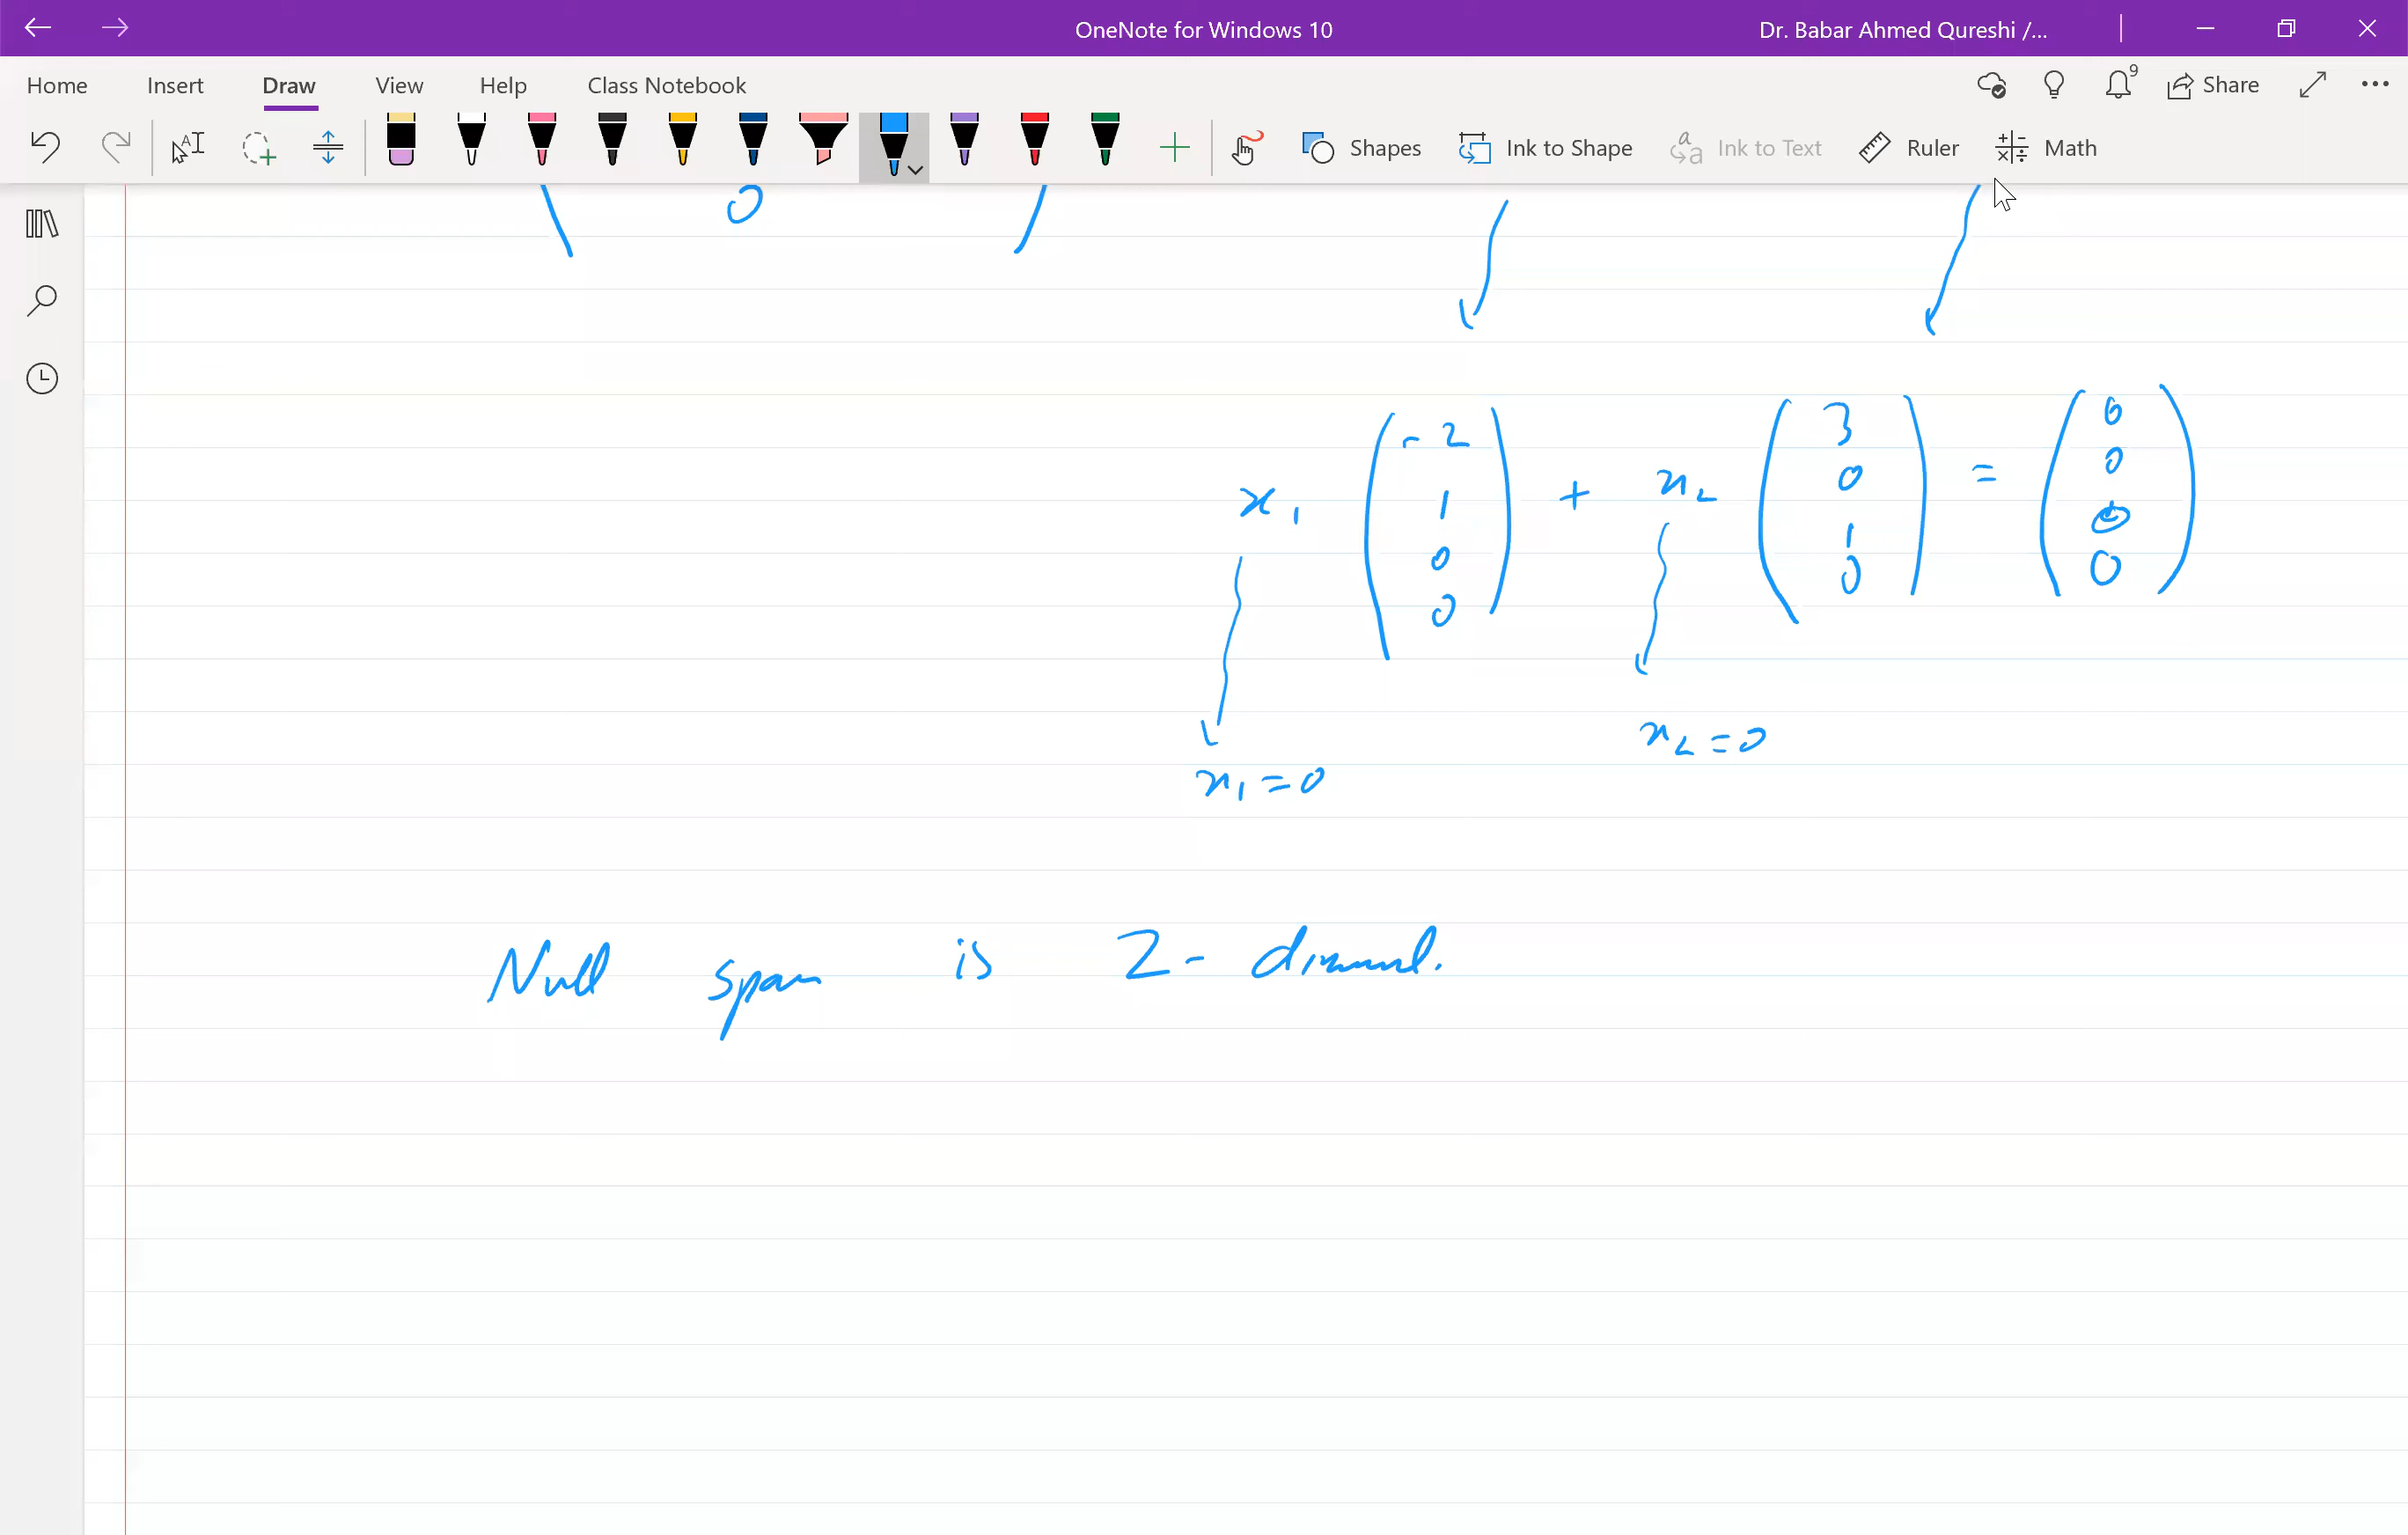 OneNote for Windows 10
Dr. Babar Ahmed Qureshi /...
Home Insert Draw View Help Class Notebook
9
Share
Shapes Ink to Shape Ink to Text Ruler Math
0
x₁ (-2 1 0 0) + x₂ (3 0 1 0) = (0 0 0 0)
x₂ = 0
x₁ = 0
Null is 2-